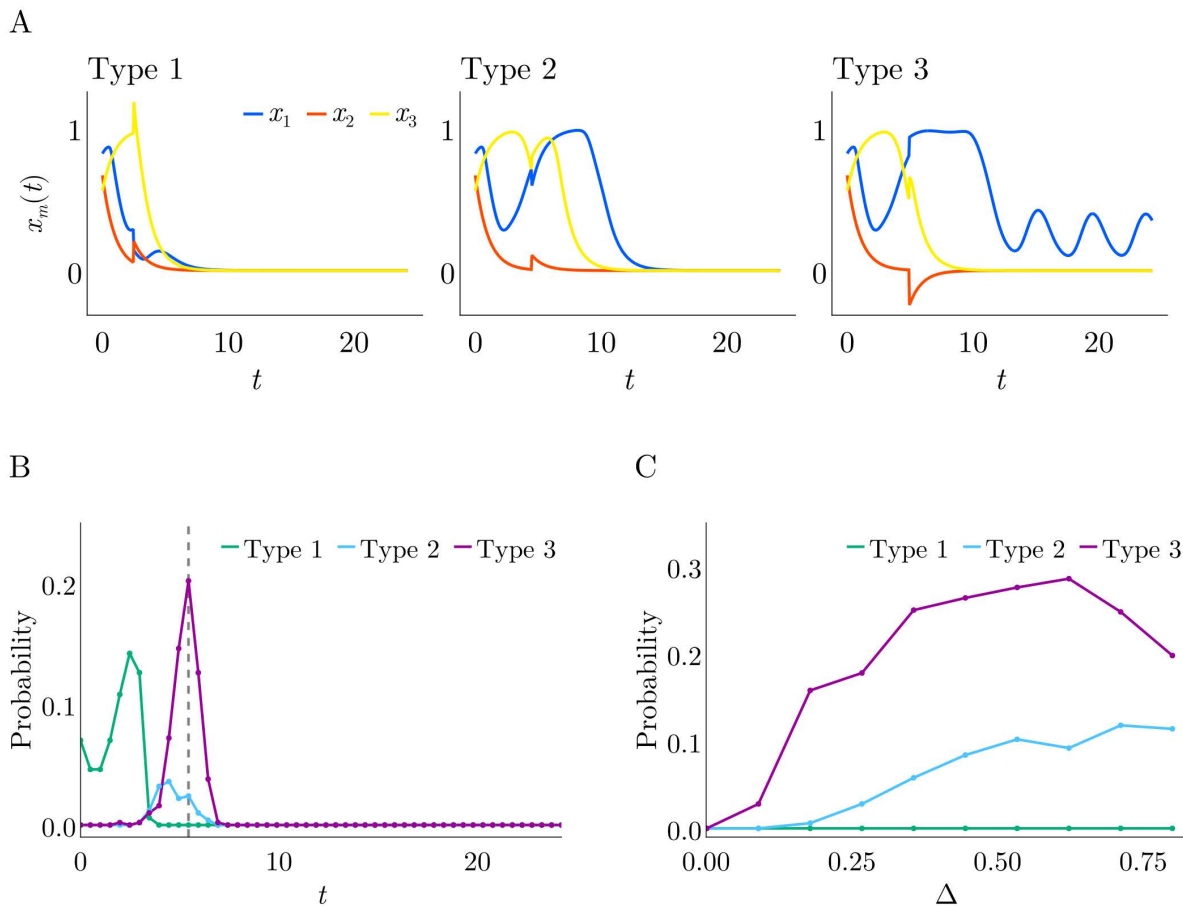 A
Type 1
Type 2
Type 3
x₁ x₂ x₃
xₘ(t)
1
0
1
0
1
0
0 10 20
0 10 20
0 10 20
t
t
t
B
C
Type 1 Type 2 Type 3
Type 1 Type 2 Type 3
Probability
0.2
0.1
0.0
0 10 20
t
Probability
0.3
0.2
0.1
0.0
0.00 0.25 0.50 0.75
Δ